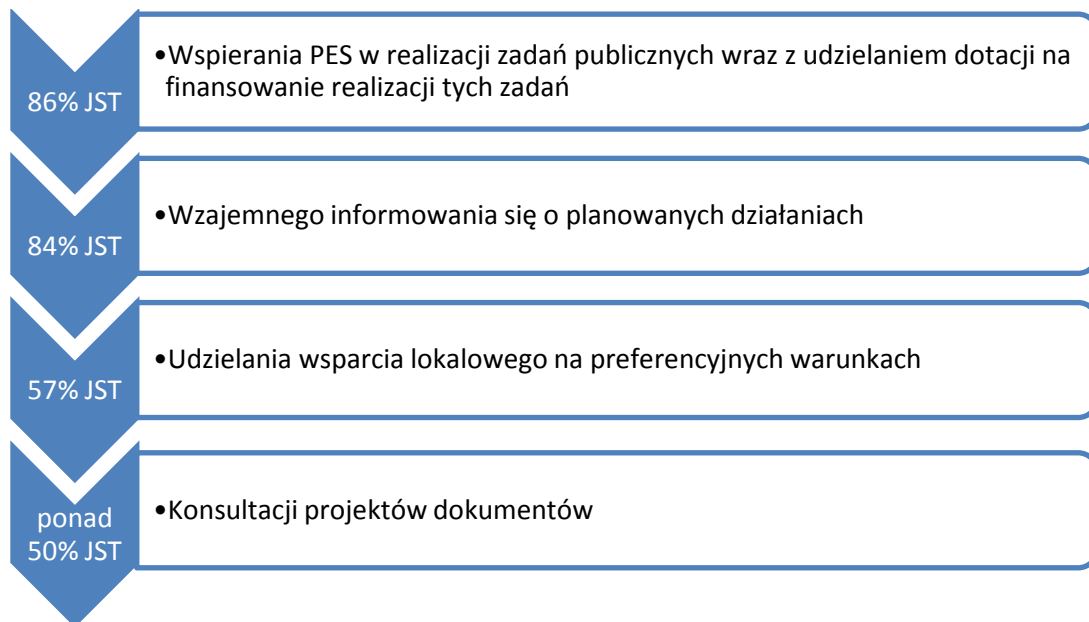 86% JST
•Wspierania PES w realizacji zadań publicznych wraz z udzielaniem dotacji na
finansowanie realizacji tych zadań
84% JST
•Wzajemnego informowania się o planowanych działaniach
57% JST
•Udzielania wsparcia lokalowego na preferencyjnych warunkach
ponad
50% JST
•Konsultacji projektów dokumentów